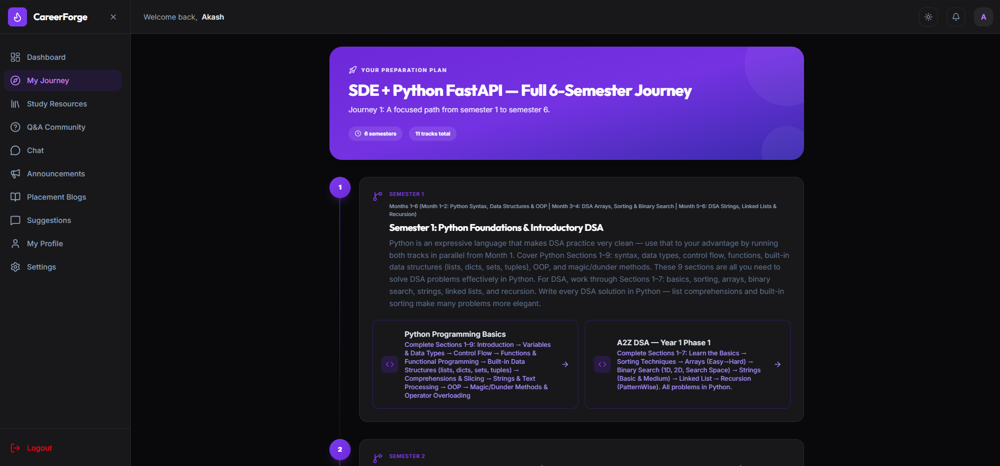 CareerForge
Welcome back, Akash
A
Dashboard
My Journey
Study Resources
Q&A Community
Chat
Announcements
Placement Blogs
Suggestions
My Profile
Settings
Logout
YOUR PREPARATION PLAN
SDE + Python FastAPI — Full 6-Semester Journey
Journey 1: A focused path from semester 1 to semester 6.
6 semesters
11 tracks total
1
SEMESTER 1
Months 1–6 (Month 1–2: Python Syntax, Data Structures & OOP | Month 3–4: DSA Arrays, Sorting & Binary Search | Month 5–6: DSA Strings, Linked Lists &
Recursion)
Semester 1: Python Foundations & Introductory DSA
Python is an expressive language that makes DSA practice very clean — use that to your advantage by running
both tracks in parallel from Month 1. Cover Python Sections 1–9: syntax, data types, control flow, functions, built-in
data structures (lists, dicts, sets, tuples), OOP, and magic/dunder methods. These 9 sections are all you need to
solve DSA problems effectively in Python. For DSA, work through Sections 1–7: basics, sorting, arrays, binary
search, strings, linked lists, and recursion. Write every DSA solution in Python — list comprehensions and built-in
sorting make many problems more elegant.
Python Programming Basics
Complete Sections 1–9: Introduction → Variables
& Data Types → Control Flow → Functions &
Functional Programming → Built-in Data
Structures (lists, dicts, sets, tuples) →
Comprehensions & Slicing → Strings & Text
Processing → OOP → Magic/Dunder Methods &
Operator Overloading
A2Z DSA — Year 1 Phase 1
Complete Sections 1–7: Learn the Basics →
Sorting Techniques → Arrays (Easy→Hard) →
Binary Search (1D, 2D, Search Space) → Strings
(Basic & Medium) → Linked List → Recursion
(PatternWise). All problems in Python.
2
SEMESTER 2